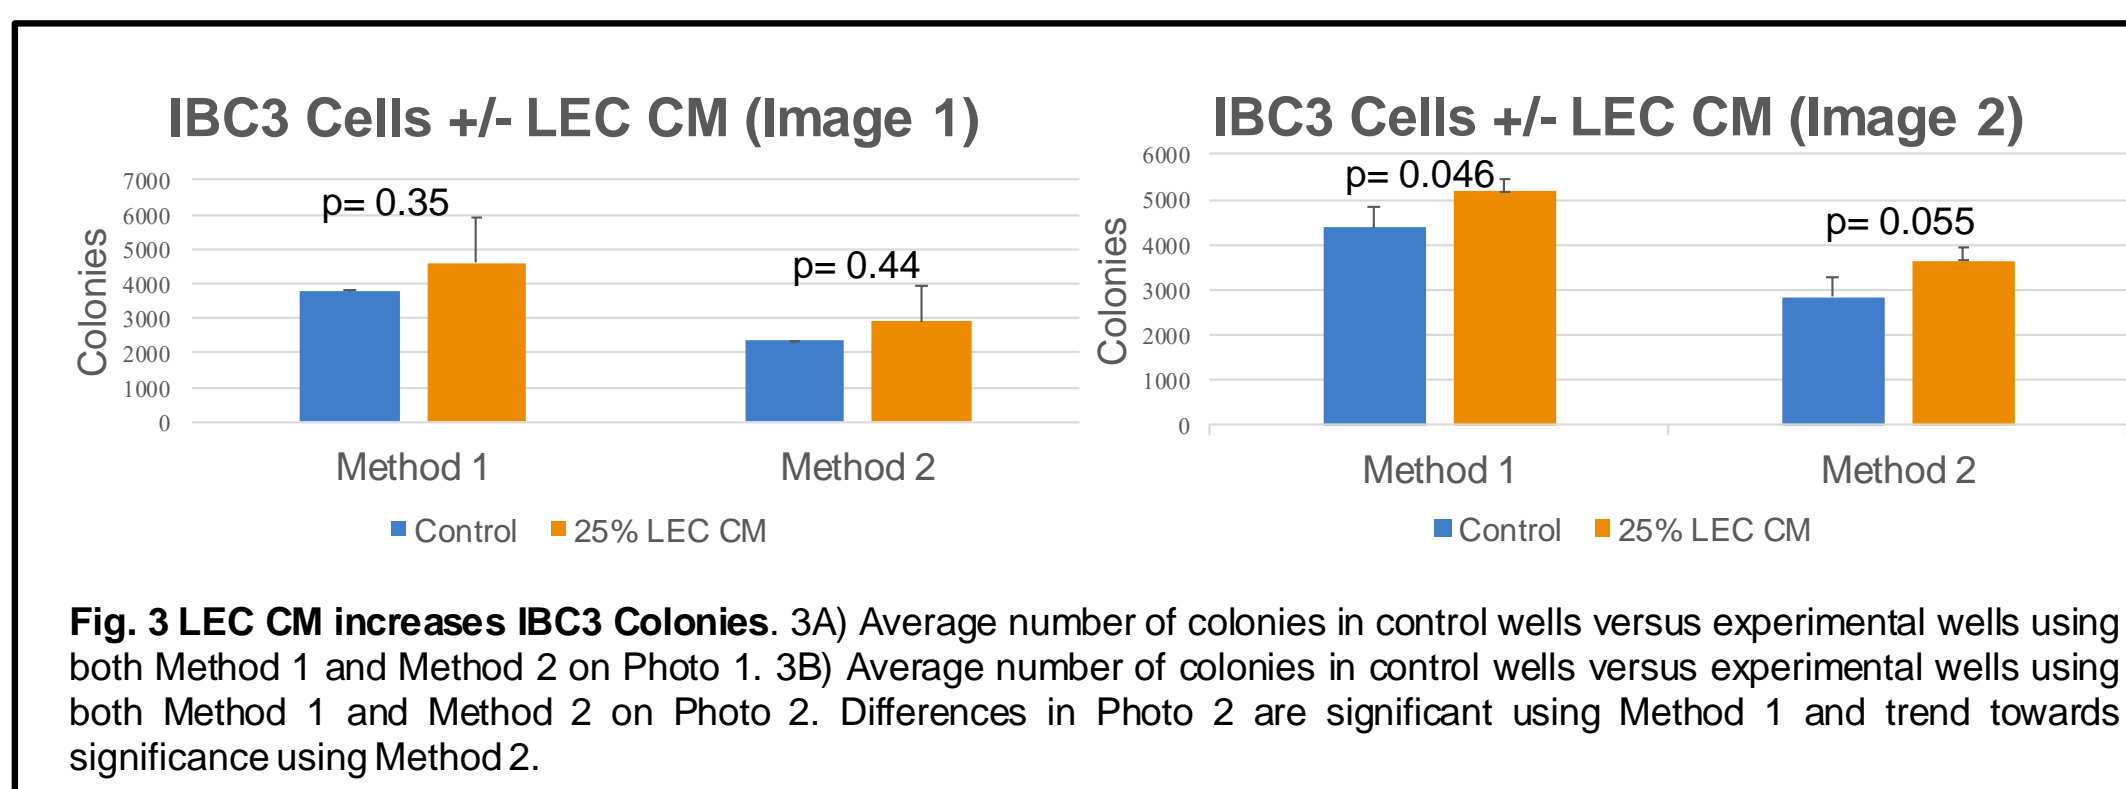 IBC3 Cells +/- LEC CM (Image 1)
7000
6000
5000
4000
3000
2000
1000
0
Colonies
p= 0.35
p= 0.44
Method 1
Method 2
Control
25% LEC CM
IBC3 Cells +/- LEC CM (Image 2)
6000
5000
4000
3000
2000
1000
0
Colonies
p= 0.046
p= 0.055
Method 1
Method 2
Control
25% LEC CM
Fig. 3 LEC CM increases IBC3 Colonies. 3A) Average number of colonies in control wells versus experimental wells using
both Method 1 and Method 2 on Photo 1. 3B) Average number of colonies in control wells versus experimental wells using
both Method 1 and Method 2 on Photo 2. Differences in Photo 2 are significant using Method 1 and trend towards
significance using Method 2.